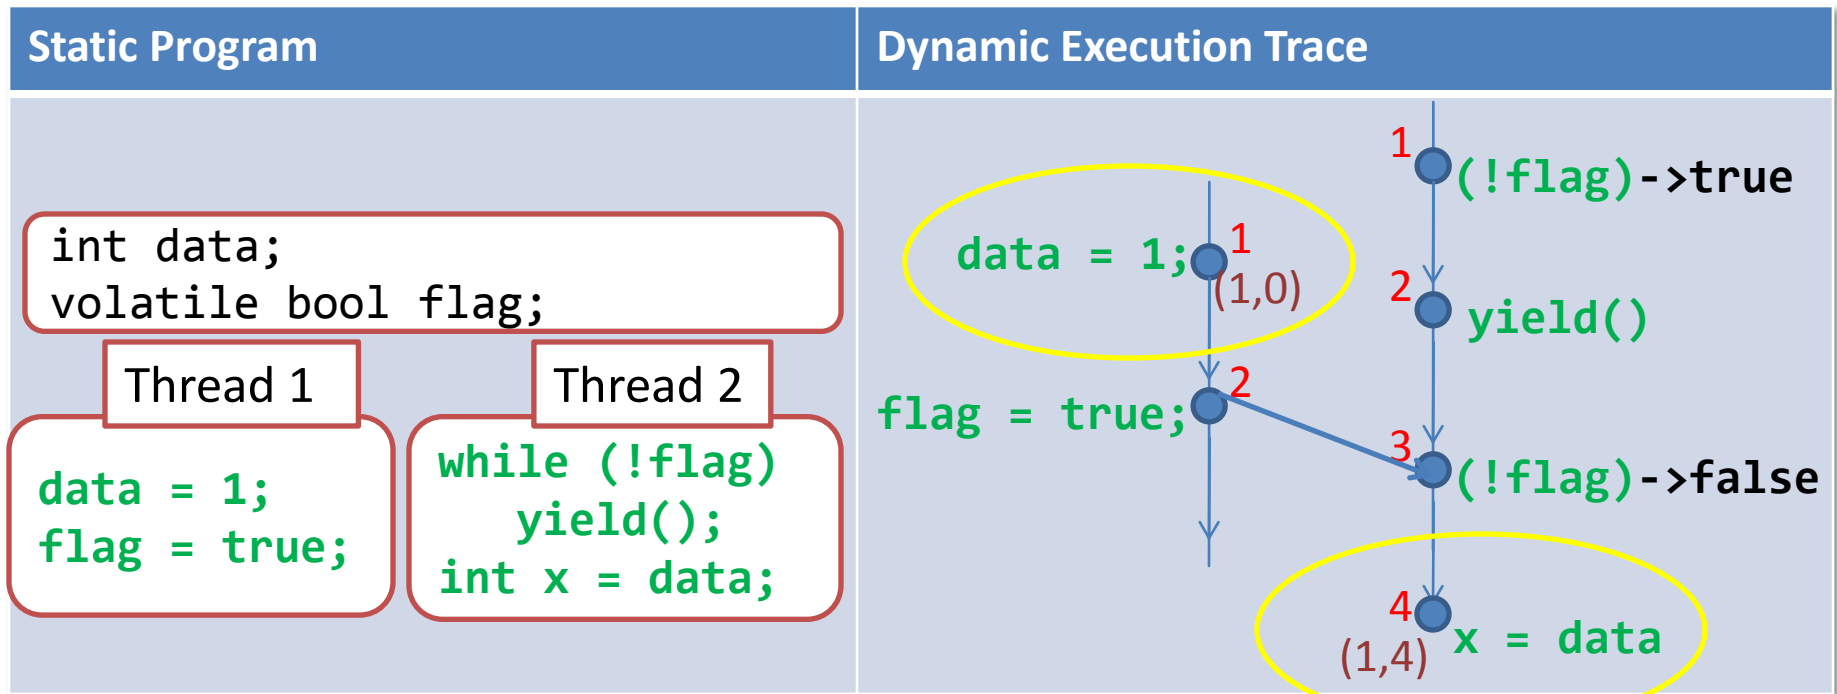 Static Program
Dynamic Execution Trace
int data;
volatile bool flag;
Thread 1
data = 1;
flag = true;
Thread 2
while (!flag)
yield();
int x = data;
data = 1;
1
(1,0)
flag = true;
2
1
(!flag)->true
2
yield()
3
(!flag)->false
4
(1,4)
x = data